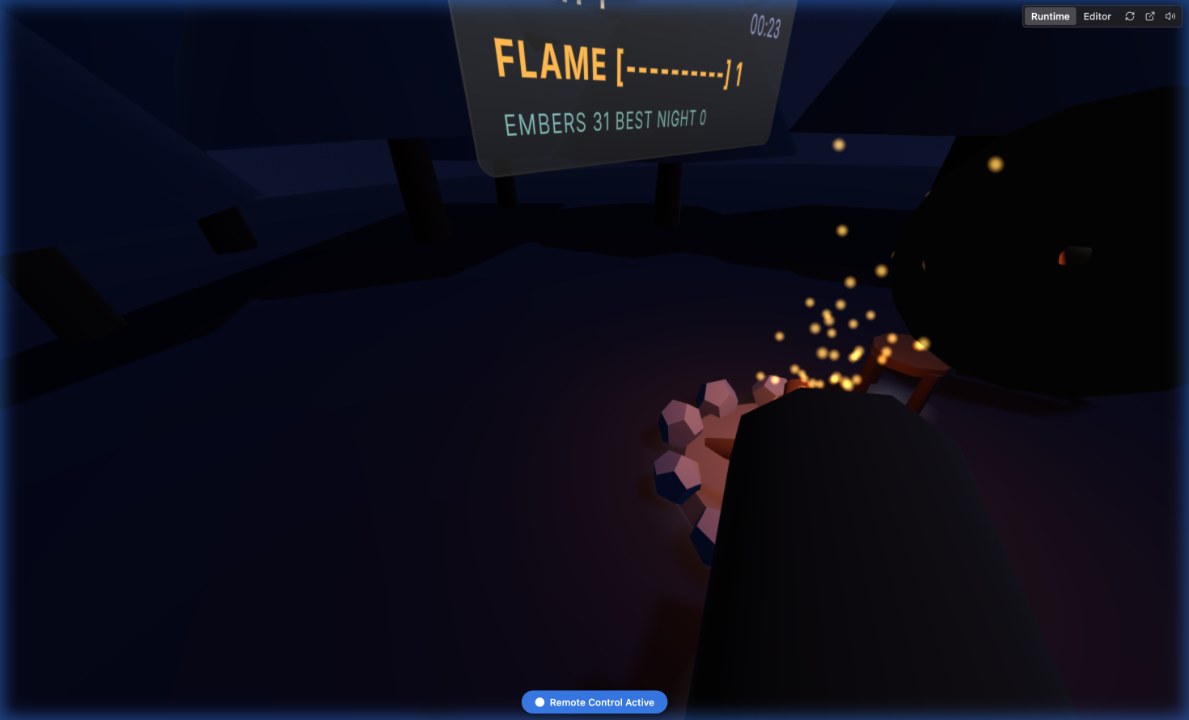 Runtime Editor
00:23
FLAME [----------] 1
EMBERS 31 BEST NIGHT 0
Remote Control Active